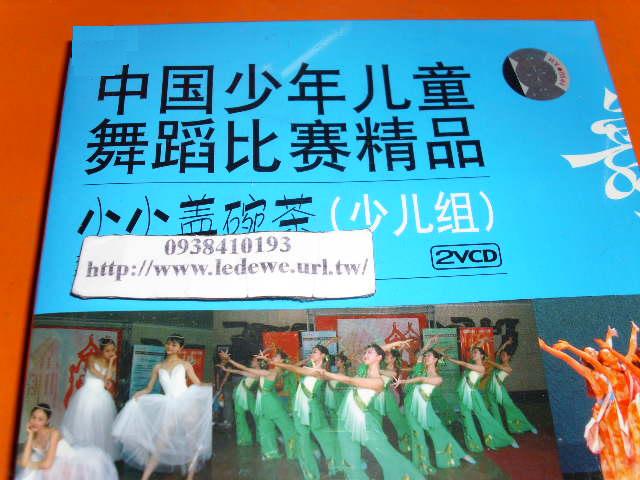 中国少年儿童
舞蹈比赛精品
小小盖碗茶(少儿组)
0938410193
http://www.ledewe.url.tw/
2VCD